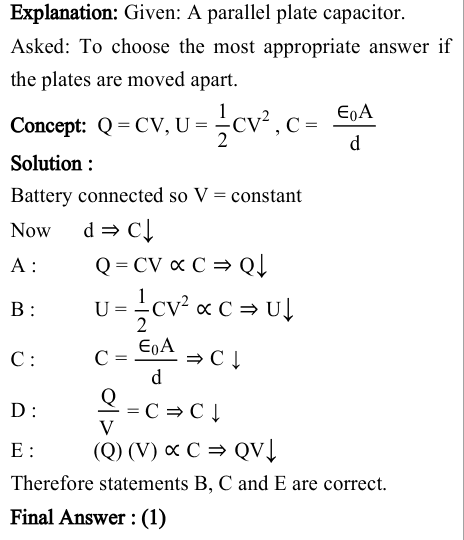 Explanation: Given: A parallel plate capacitor.
Asked: To choose the most appropriate answer if
the plates are moved apart.
Concept: Q = CV, U = 1/2 CV², C = ∈₀A/d
Solution :
Battery connected so V = constant
Now d ⇒ C↓
A : Q = CV ∝ C ⇒ Q↓
B : U = 1/2 CV² ∝ C ⇒ U↓
C : C = ∈₀A/d ⇒ C ↓
D : Q/V = C ⇒ C ↓
E : (Q) (V) ∝ C ⇒ QV↓
Therefore statements B, C and E are correct.
Final Answer : (1)